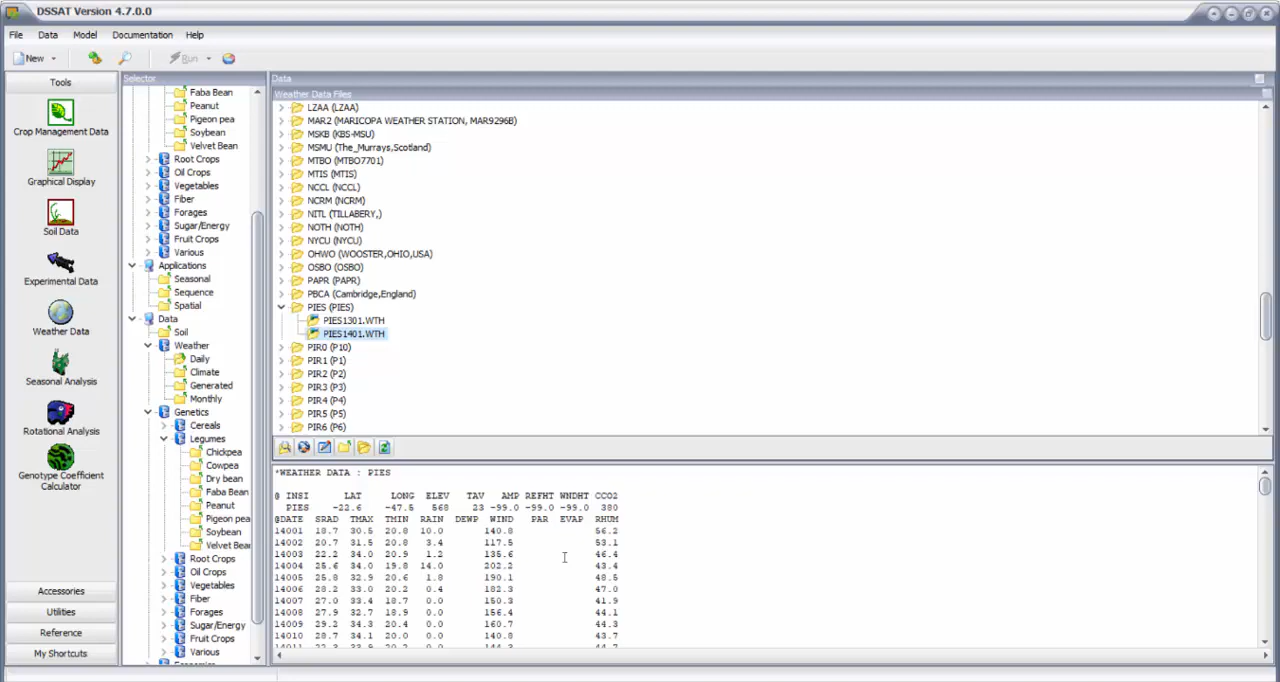 DSSAT Version 4.7.0.0
File Data Model Documentation Help
New Run
Tools
Crop Management Data
Graphical Display
Soil Data
Experimental Data
Weather Data
Seasonal Analysis
Rotational Analysis
Genotype Coefficient
Calculator
Accessories
Utilities
Reference
My Shortcuts
Selector
Faba Bean
Peanut
Pigeon pea
Soybean
Velvet Bean
Root Crops
Oil Crops
Vegetables
Fiber
Forages
Sugar/Energy
Fruit Crops
Various
Applications
Seasonal
Sequence
Spatial
Data
Soil
Weather
Daily
Climate
Generated
Monthly
Genetics
Cereals
Legumes
Chickpea
Cowpea
Dry bean
Faba Bean
Peanut
Pigeon pea
Soybean
Velvet Bean
Root Crops
Oil Crops
Vegetables
Fiber
Forages
Sugar/Energy
Fruit Crops
Various
Data
Weather Data Files
LZAA (LZAA)
MAR2 (MARICOPA WEATHER STATION, MAR9296B)
MSKB (KBS-MSU)
MSMU (The_Murrays,Scotland)
MTBO (MTBO7701)
MTIS (MTIS)
NCCL (NCCL)
NCRM (NCRM)
NITL (TILLABERY,)
NOTH (NOTH)
NYCU (NYCU)
OHWO (WOOSTER,OHIO,USA)
OSBO (OSBO)
PAPR (PAPR)
PBCA (Cambridge,England)
PIES (PIES)
PIES1301.WTH
PIES1401.WTH
PIR0 (P10)
PIR1 (P1)
PIR2 (P2)
PIR3 (P3)
PIR4 (P4)
PIR5 (P5)
PIR6 (P6)
*WEATHER DATA : PIES
@ INSI LAT LONG ELEV TAV AMP REFHT WNDHT CCO2
PIES -22.6 -47.5 568 23 -99.0 -99.0 -99.0 380
@DATE SRAD TMAX TMIN RAIN DEWP WIND PAR EVAP RHUM
14001 18.7 30.5 20.8 10.0 140.8 56.2
14002 20.7 31.5 20.8 3.4 117.5 53.1
14003 22.2 34.0 20.9 1.2 135.6 46.4
14004 25.6 34.0 19.8 14.0 202.2 43.4
14005 25.8 32.9 20.6 1.8 190.1 48.5
14006 28.2 33.0 20.2 0.4 182.3 47.0
14007 27.0 33.4 18.7 0.0 150.3 41.9
14008 27.9 32.7 18.9 0.0 156.4 44.1
14009 29.2 34.3 20.4 0.0 160.7 44.3
14010 28.7 34.1 20.0 0.0 140.8 43.7